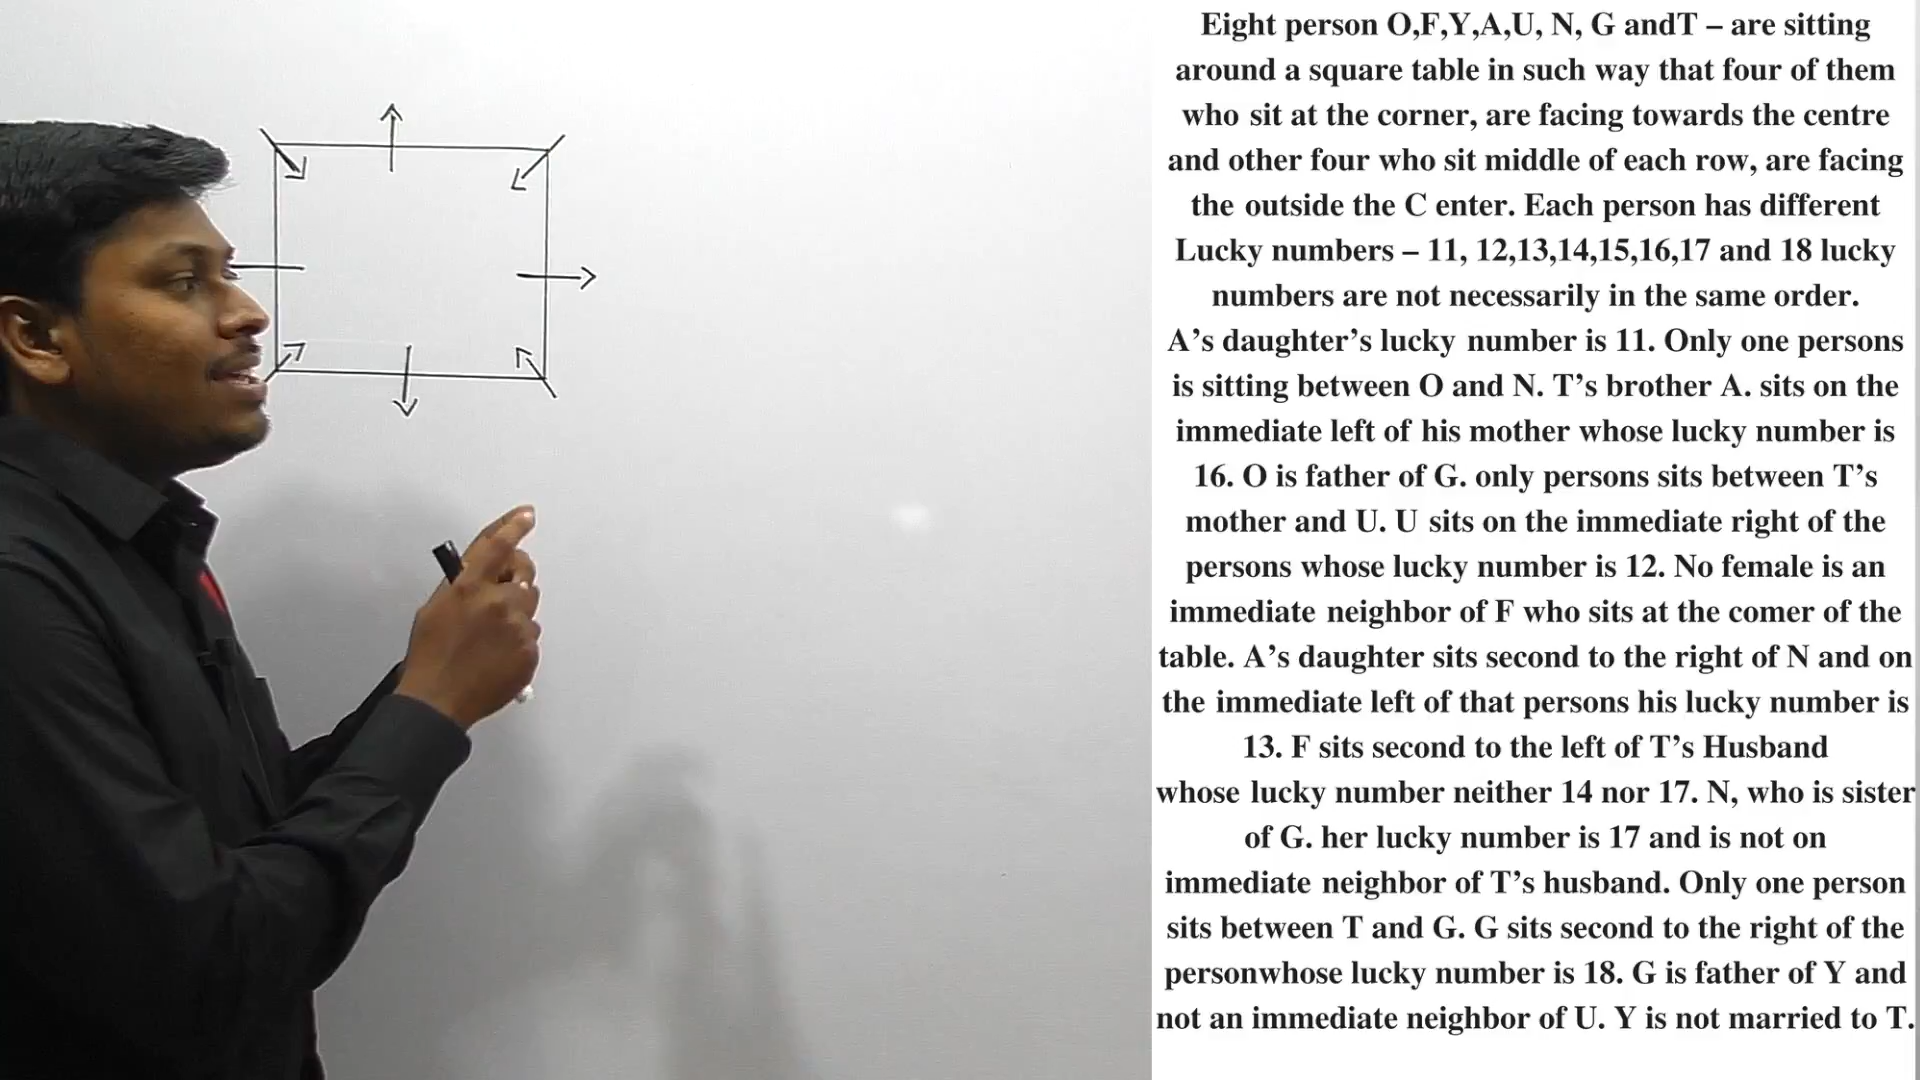 Eight person O,F,Y,A,U, N, G andT – are sitting
around a square table in such way that four of them
who sit at the corner, are facing towards the centre
and other four who sit middle of each row, are facing
the outside the C enter. Each person has different
Lucky numbers – 11, 12,13,14,15,16,17 and 18 lucky
numbers are not necessarily in the same order.
A’s daughter’s lucky number is 11. Only one persons
is sitting between O and N. T’s brother A. sits on the
immediate left of his mother whose lucky number is
16. O is father of G. only persons sits between T’s
mother and U. U sits on the immediate right of the
persons whose lucky number is 12. No female is an
immediate neighbor of F who sits at the comer of the
table. A’s daughter sits second to the right of N and on
the immediate left of that persons his lucky number is
13. F sits second to the left of T’s Husband
whose lucky number neither 14 nor 17. N, who is sister
of G. her lucky number is 17 and is not on
immediate neighbor of T’s husband. Only one person
sits between T and G. G sits second to the right of the
personwhose lucky number is 18. G is father of Y and
not an immediate neighbor of U. Y is not married to T.